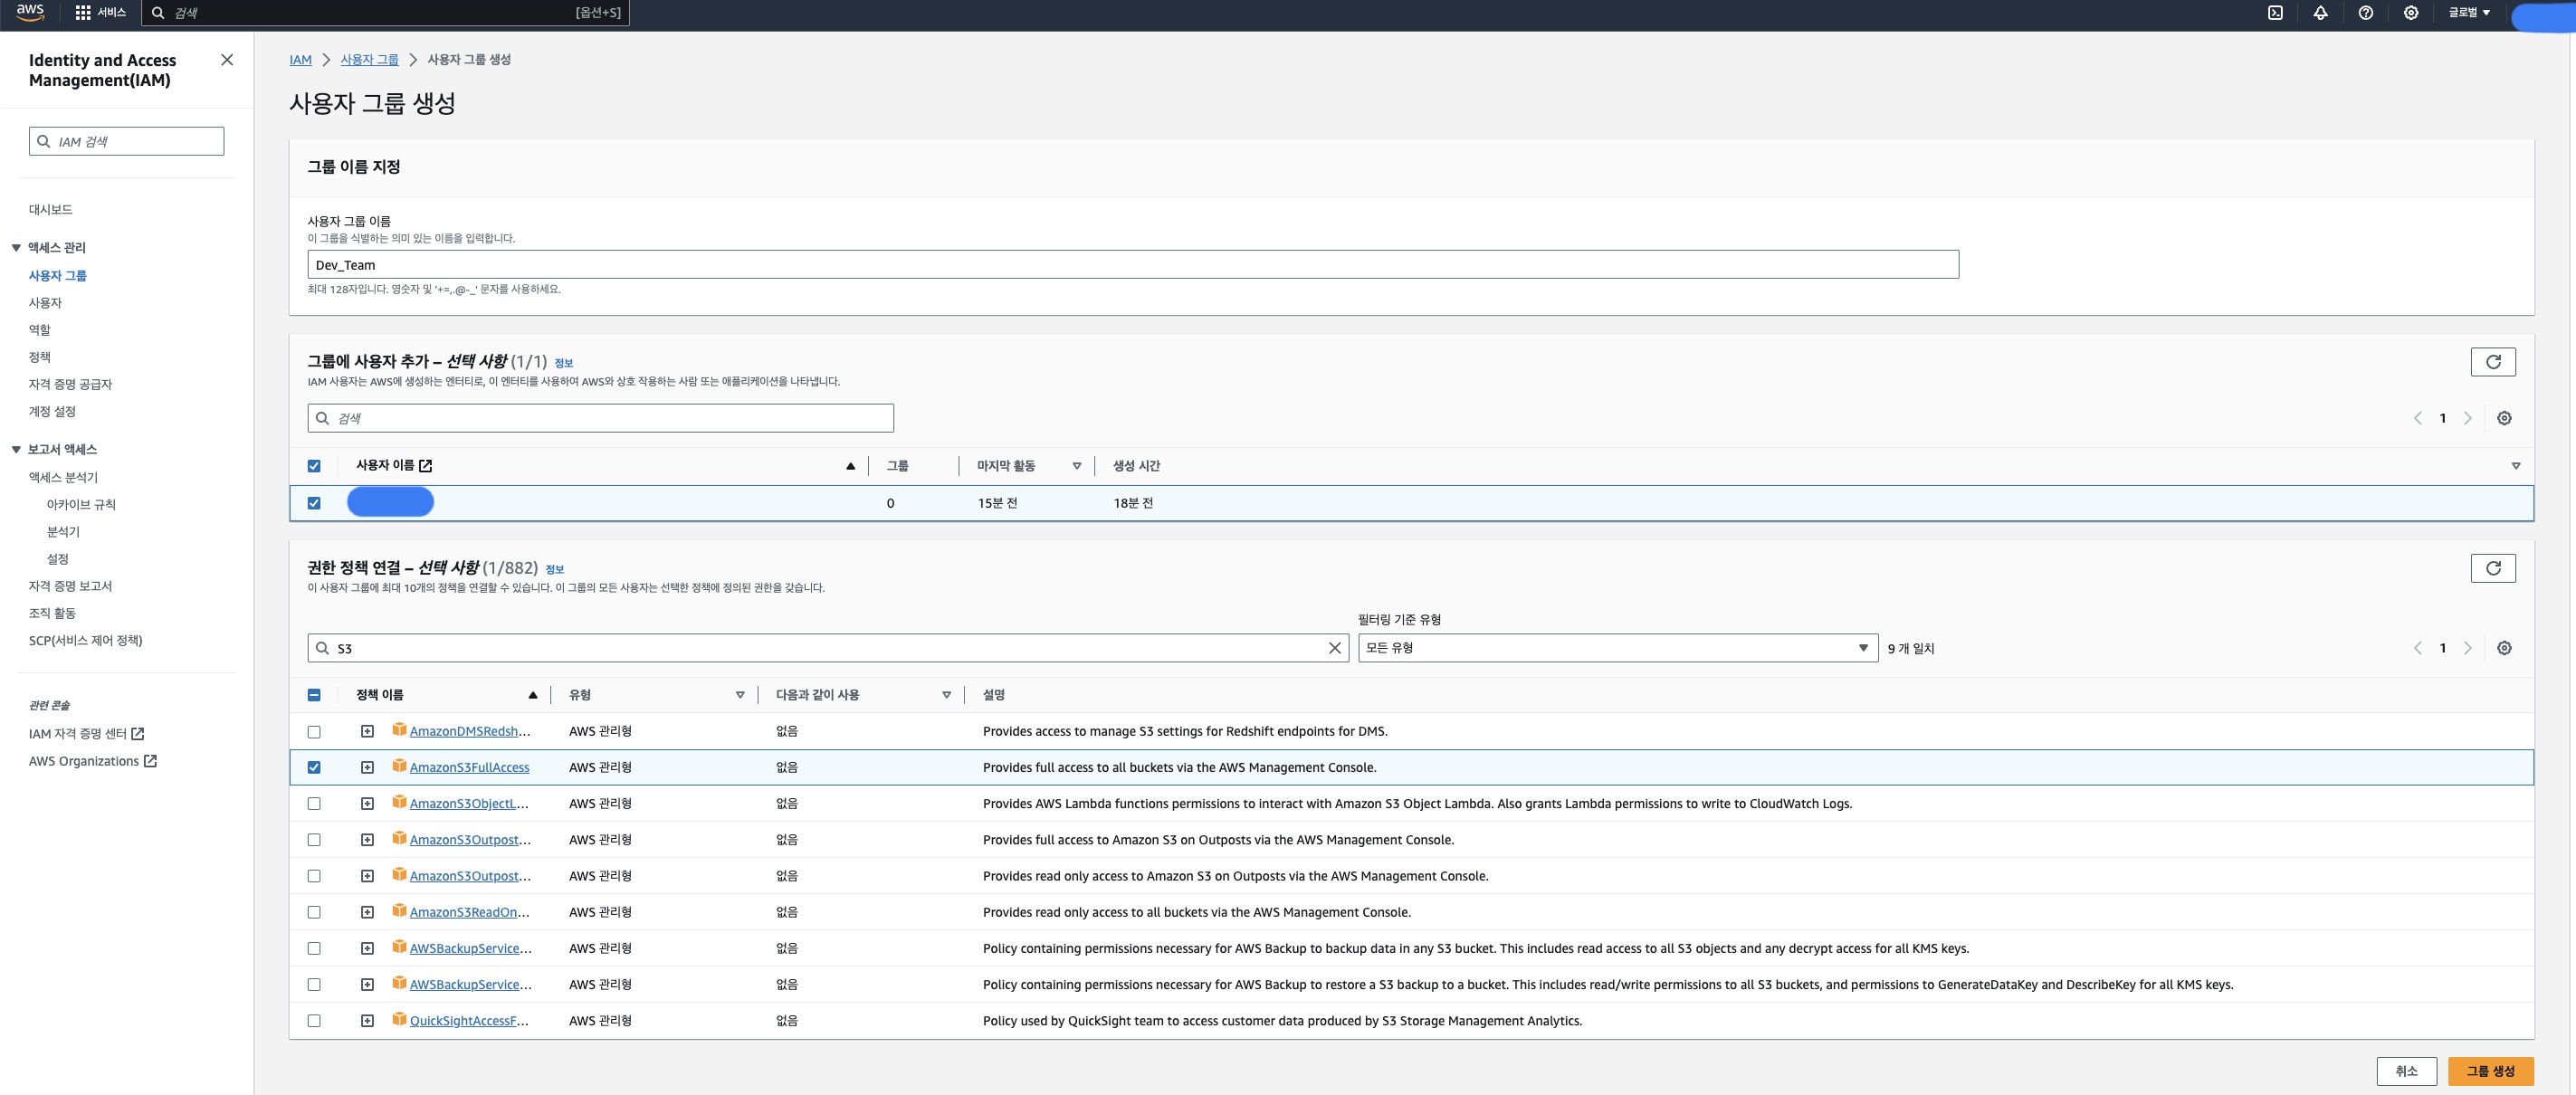 aws
서비스
검색
[옵션+S]
글로벌
Identity and Access
Management(IAM)
IAM 검색
대시보드
액세스 관리
사용자 그룹
사용자
역할
정책
자격 증명 공급자
계정 설정
보고서 액세스
액세스 분석기
아카이브 규칙
분석기
설정
자격 증명 보고서
조직 활동
SCP(서비스 제어 정책)
관련 콘솔
IAM 자격 증명 센터
AWS Organizations
IAM > 사용자 그룹 > 사용자 그룹 생성
사용자 그룹 생성
그룹 이름 지정
사용자 그룹 이름
이 그룹을 식별하는 의미 있는 이름을 입력합니다.
Dev_Team
최대 128자입니다. 영숫자 및 '+=,.@-_' 문자를 사용하세요.
그룹에 사용자 추가 – 선택 사항 (1/1) 정보
IAM 사용자는 AWS에 생성하는 엔터티로, 이 엔터티를 사용하여 AWS와 상호 작용하는 사람 또는 애플리케이션을 나타냅니다.
검색
1
사용자 이름 그룹 마지막 활동 생성 시간
0 15분 전 18분 전
권한 정책 연결 – 선택 사항 (1/882) 정보
이 사용자 그룹에 최대 10개의 정책을 연결할 수 있습니다. 이 그룹의 모든 사용자는 선택한 정책에 정의된 권한을 갖습니다.
필터링 기준 유형
S3 모든 유형 9 개 일치 1
정책 이름 유형 다음과 같이 사용 설명
AmazonDMSRedsh... AWS 관리형 없음 Provides access to manage S3 settings for Redshift endpoints for DMS.
AmazonS3FullAccess AWS 관리형 없음 Provides full access to all buckets via the AWS Management Console.
AmazonS3ObjectL... AWS 관리형 없음 Provides AWS Lambda functions permissions to interact with Amazon S3 Object Lambda. Also grants Lambda permissions to write to CloudWatch Logs.
AmazonS3Outpost... AWS 관리형 없음 Provides full access to Amazon S3 on Outposts via the AWS Management Console.
AmazonS3Outpost... AWS 관리형 없음 Provides read only access to Amazon S3 on Outposts via the AWS Management Console.
AmazonS3ReadOn... AWS 관리형 없음 Provides read only access to all buckets via the AWS Management Console.
AWSBackupService... AWS 관리형 없음 Policy containing permissions necessary for AWS Backup to backup data in any S3 bucket. This includes read access to all S3 objects and any decrypt access for all KMS keys.
AWSBackupService... AWS 관리형 없음 Policy containing permissions necessary for AWS Backup to restore a S3 backup to a bucket. This includes read/write permissions to all S3 buckets, and permissions to GenerateDataKey and DescribeKey for all KMS keys.
QuickSightAccessF... AWS 관리형 없음 Policy used by QuickSight team to access customer data produced by S3 Storage Management Analytics.
취소 그룹 생성